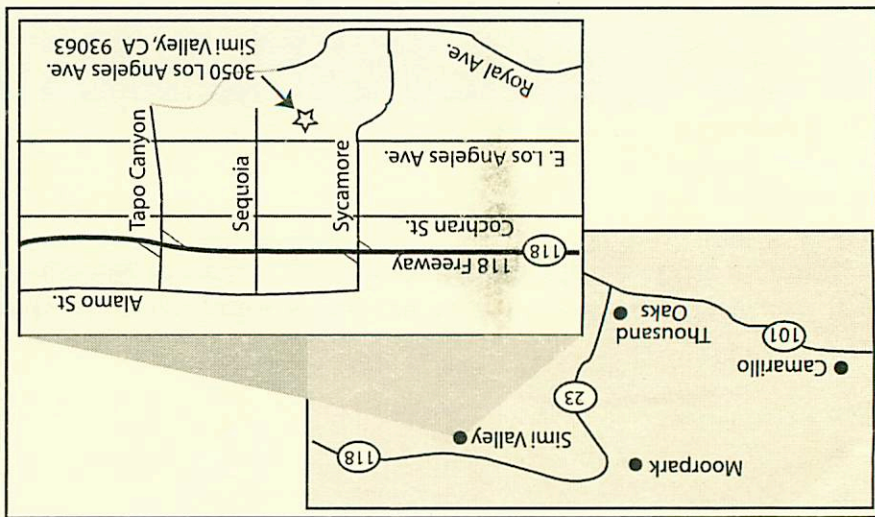 Moorpark
118
Simi Valley
23
Camarillo
101
Thousand
Oaks
Alamo St.
118 Freeway
118
Cochran St.
Sycamore
Sequoia
Tapo Canyon
E. Los Angeles Ave.
3050 Los Angeles Ave.
Simi Valley, CA 93063
Royal Ave.